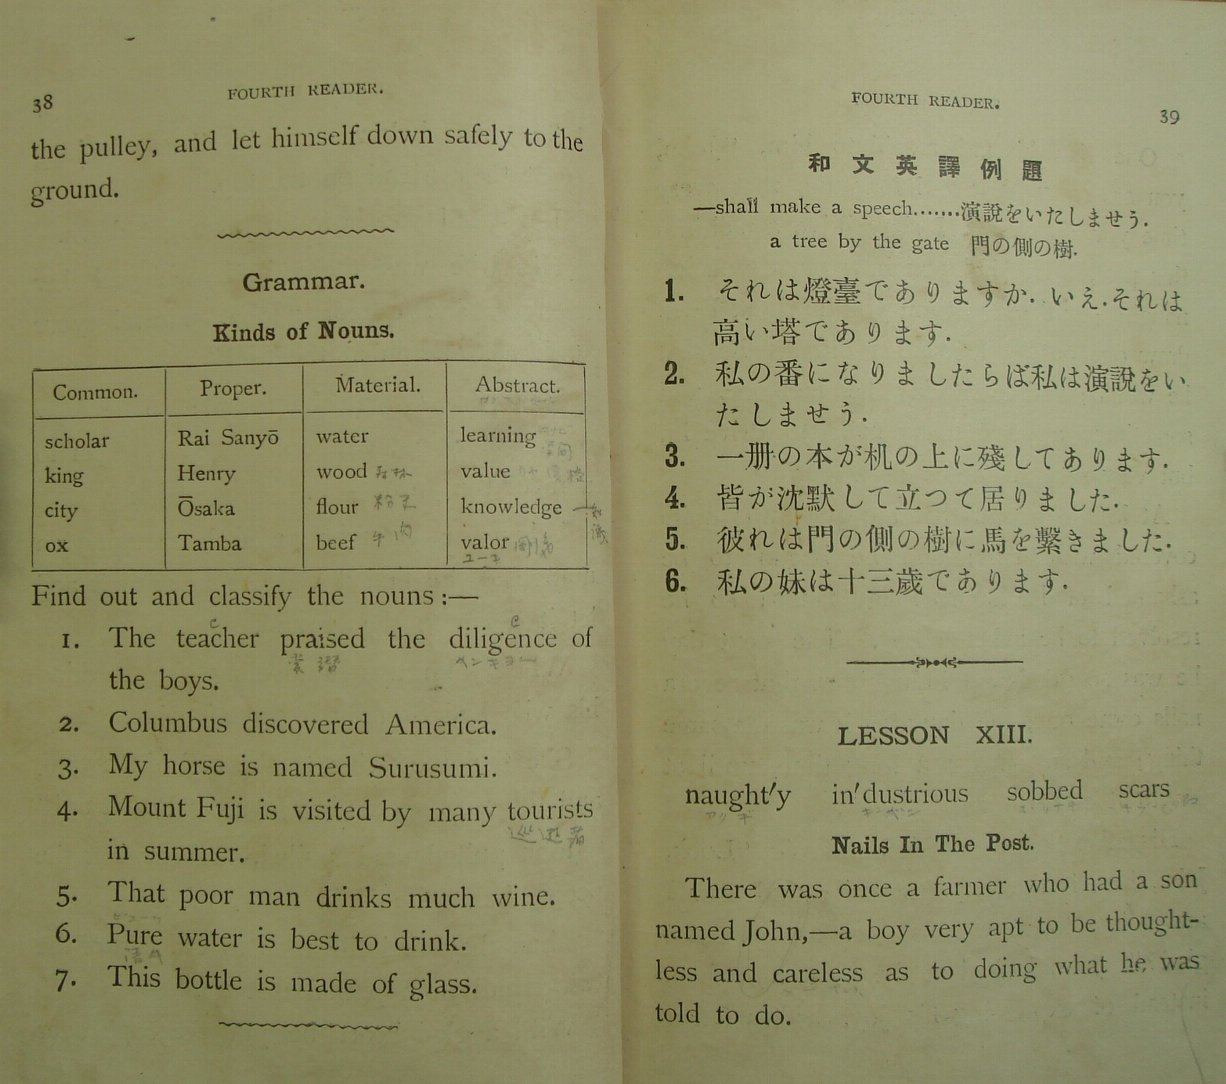 38
FOURTH READER.
the pulley, and let himself down safely to the
ground.
Grammar.
Kinds of Nouns.
Common. Proper. Material. Abstract.
scholar Rai Sanyō water learning
king Henry wood value
city Ōsaka flour knowledge
ox Tamba beef valor
Find out and classify the nouns:—
1. The teacher praised the diligence of
the boys.
2. Columbus discovered America.
3. My horse is named Surusumi.
4. Mount Fuji is visited by many tourists
in summer.
5. That poor man drinks much wine.
6. Pure water is best to drink.
7. This bottle is made of glass.
FOURTH READER.
39
和文英譯例題
—shall make a speech.......演説をいたしませう.
a tree by the gate 門の側の樹.
1. それは燈臺でありますか. いえ.それは
高い塔であります.
2. 私の番になりましたらば私は演説をい
たしませう.
3. 一册の本が机の上に殘してあります.
4. 皆が沈默して立つて居りました.
5. 彼れは門の側の樹に馬を繫きました.
6. 私の妹は十三歲であります.
LESSON XIII.
naught'y in'dustrious sobbed scars
Nails In The Post.
There was once a farmer who had a son
named John,—a boy very apt to be thought-
less and careless as to doing what he was
told to do.